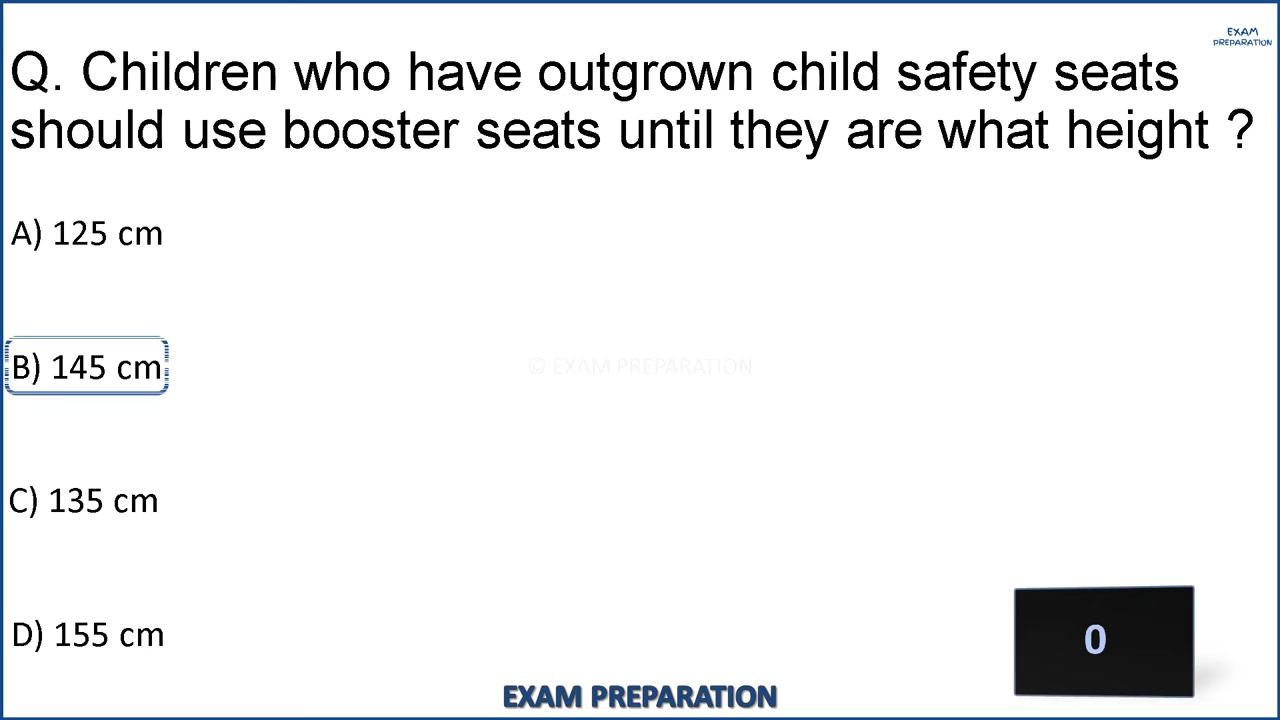 EXAM
PREPARATION
Q. Children who have outgrown child safety seats
should use booster seats until they are what height ?
A) 125 cm
B) 145 cm
© EXAM PREPARATION
C) 135 cm
D) 155 cm
0
EXAM PREPARATION